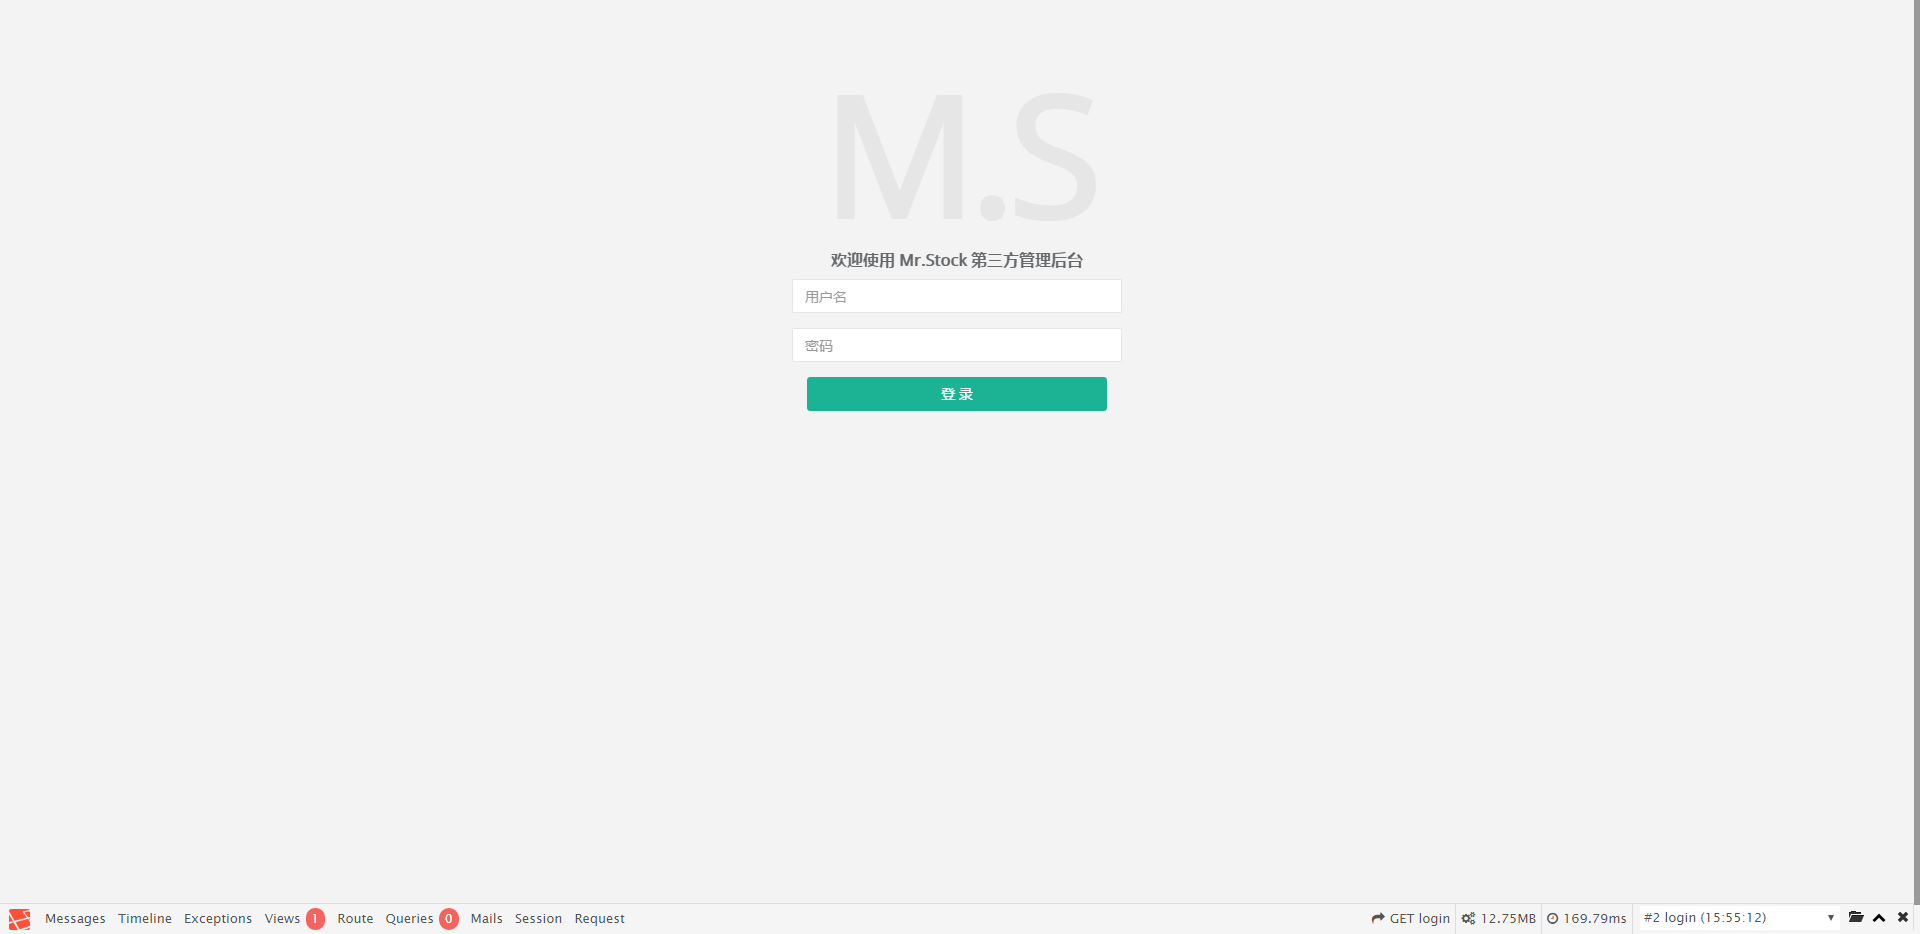 M.S
欢迎使用 Mr.Stock 第三方管理后台
用户名
密码
登 录
Messages Timeline Exceptions Views 1 Route Queries 0 Mails Session Request GET login 12.75MB 169.79ms #2 login (15:55:12)